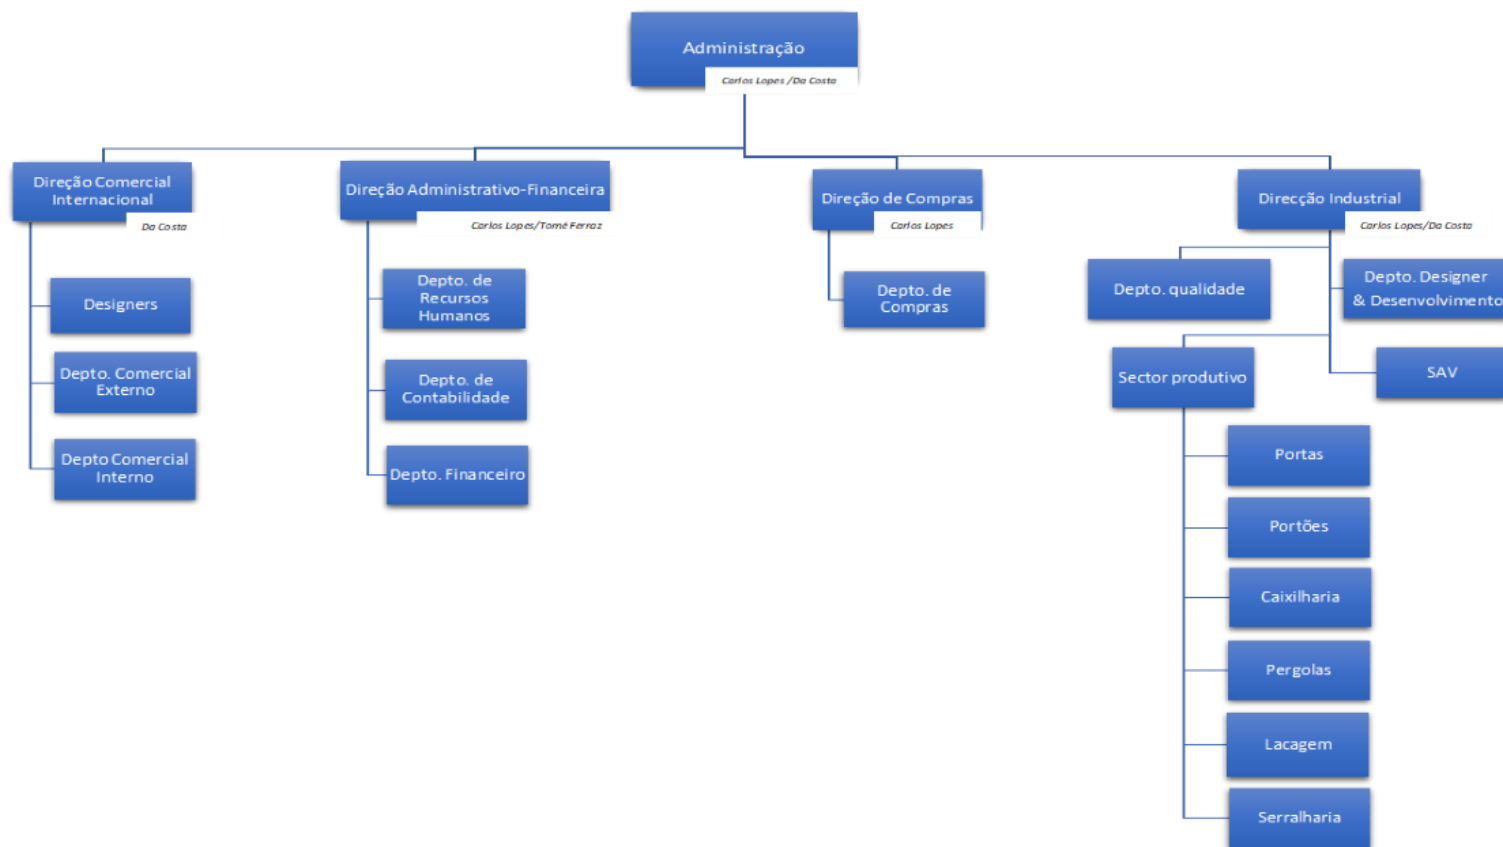 Administração
Carlos Lopes /Da Costa
Direção Comercial
Internacional
Da Costa
Direção Administrativo-Financeira
Carlos Lopes/Tomé Ferraz
Direção de Compras
Carlos Lopes
Direcção Industrial
Carlos Lopes/Da Costa
Designers
Depto. Comercial
Externo
Depto Comercial
Interno
Depto. de
Recursos
Humanos
Depto. de
Contabilidade
Depto. Financeiro
Depto. de
Compras
Depto. qualidade
Depto. Designer
& Desenvolvimento
Sector produtivo
SAV
Portas
Portões
Caixilharia
Pergolas
Lacagem
Serralharia